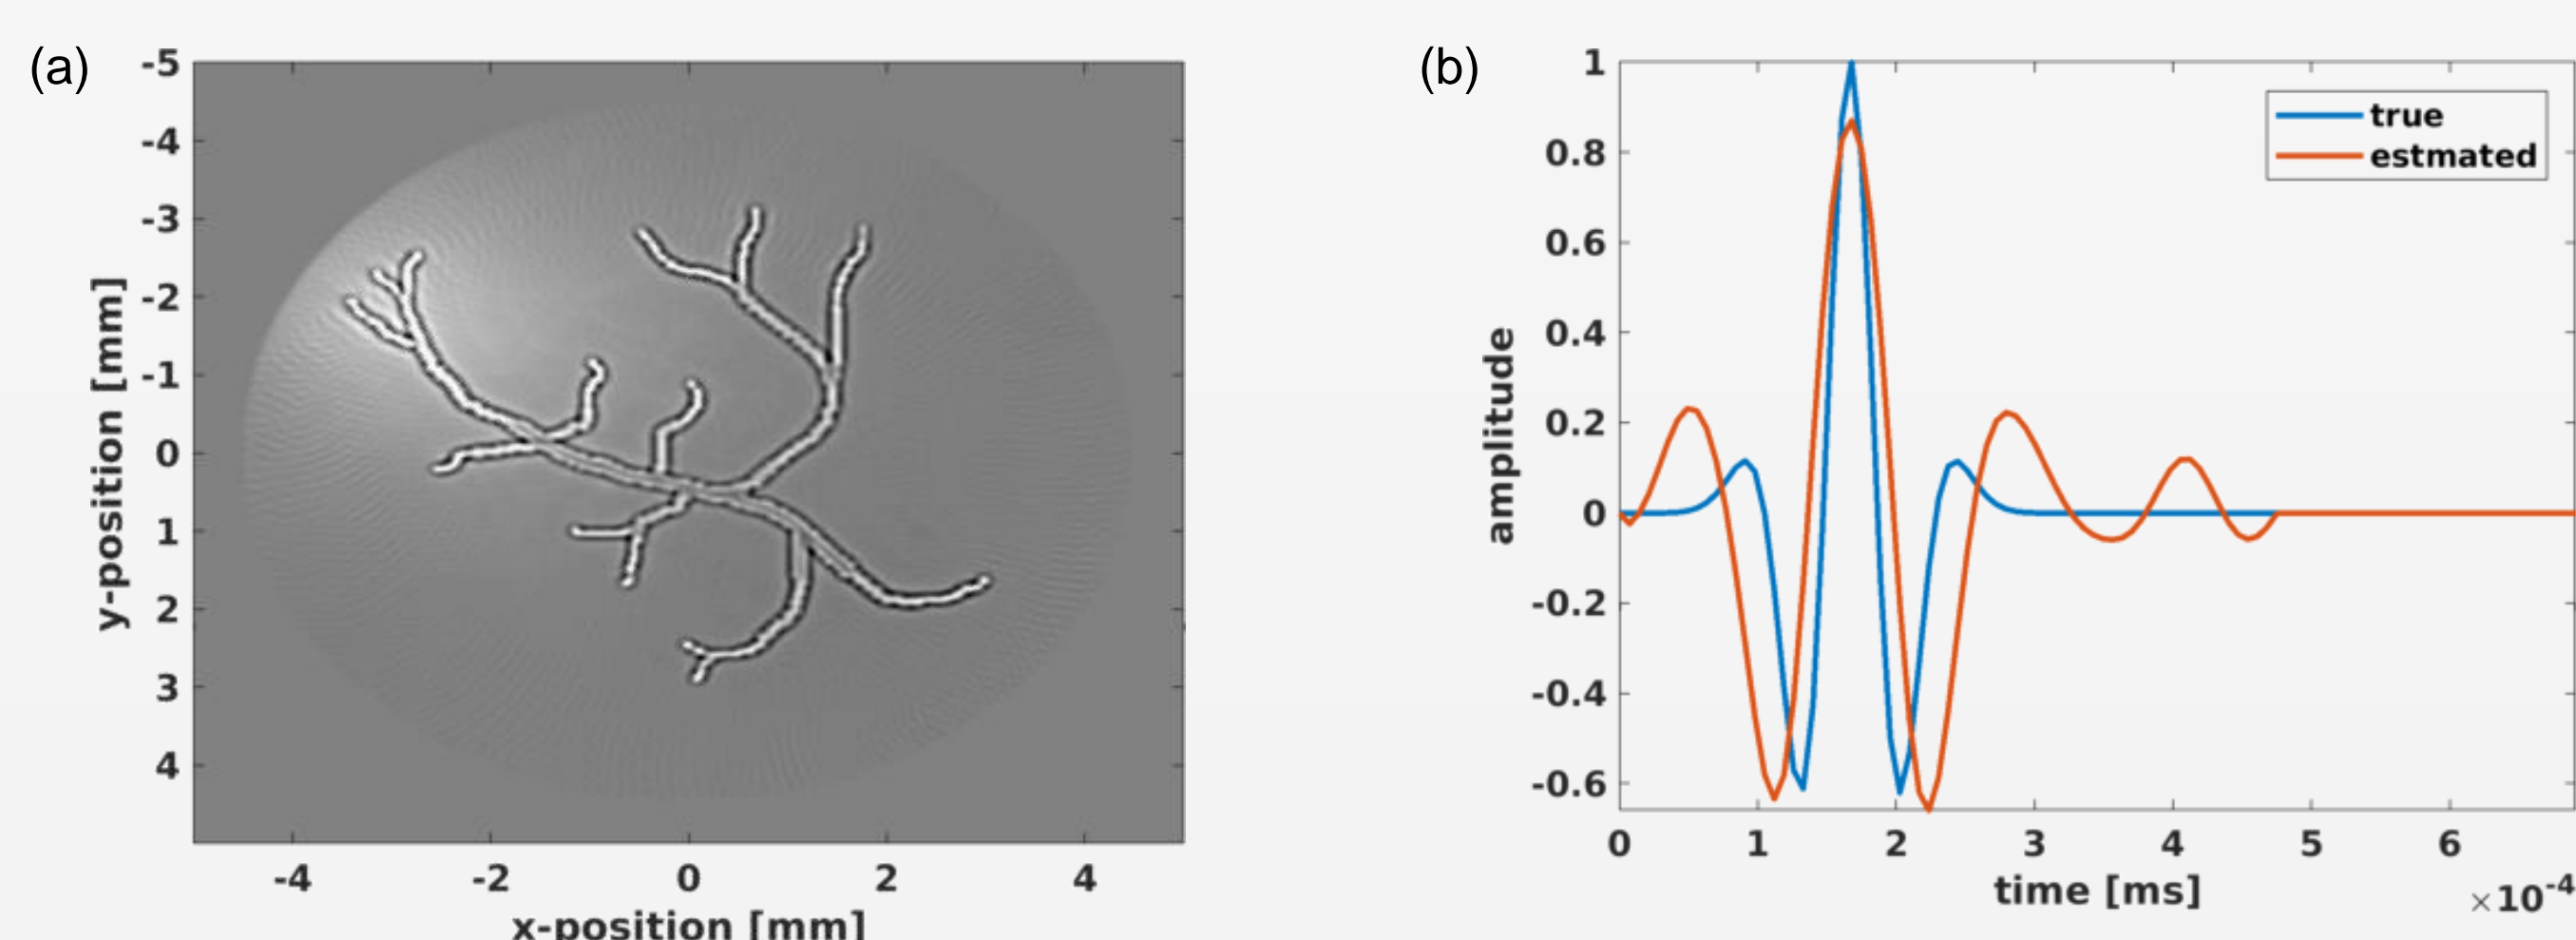 (a)
-5
-4
-3
-2
-1
0
1
2
3
4
y-position [mm]
-4 -2 0 2 4
x-position [mm]
(b)
1
0.8
0.6
0.4
0.2
0
-0.2
-0.4
-0.6
amplitude
true
estmated
0 1 2 3 4 5 6
time [ms]
×10-4